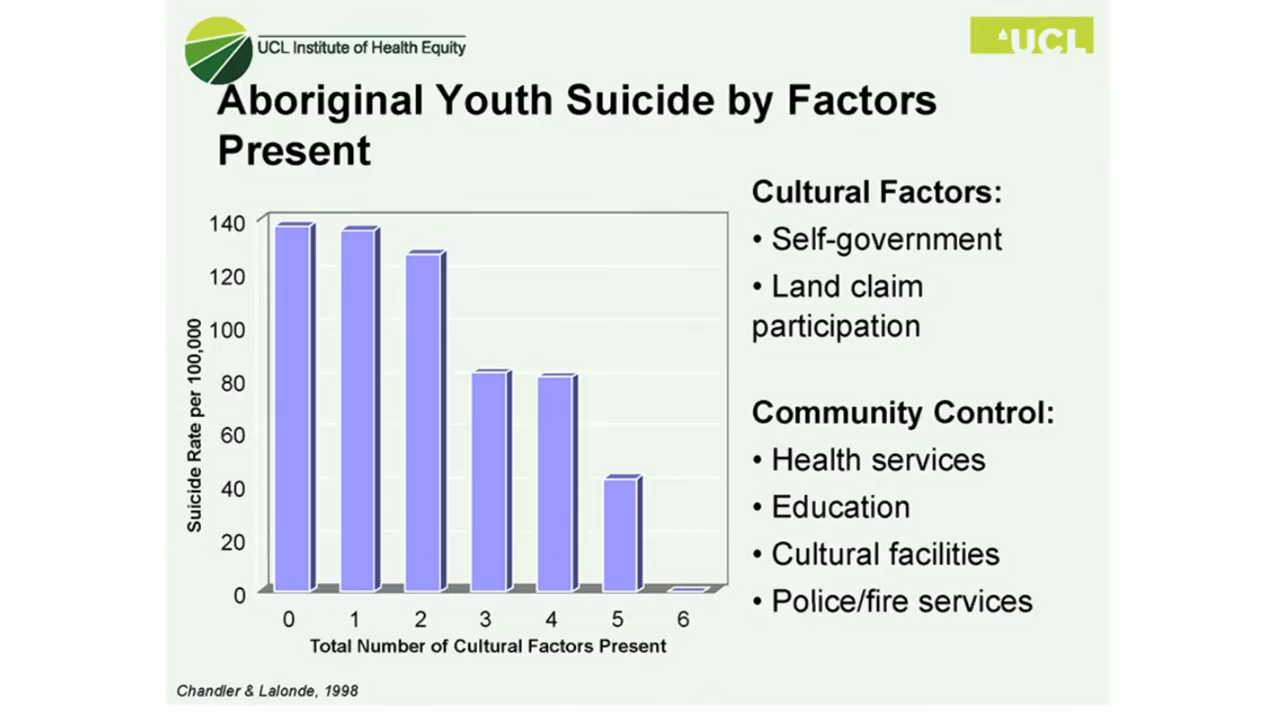 UCL Institute of Health Equity
UCL
Aboriginal Youth Suicide by Factors
Present
140
120
100
80
60
40
20
0
Suicide Rate per 100,000
0 1 2 3 4 5 6
Total Number of Cultural Factors Present
Cultural Factors:
• Self-government
• Land claim
participation
Community Control:
• Health services
• Education
• Cultural facilities
• Police/fire services
Chandler & Lalonde, 1998